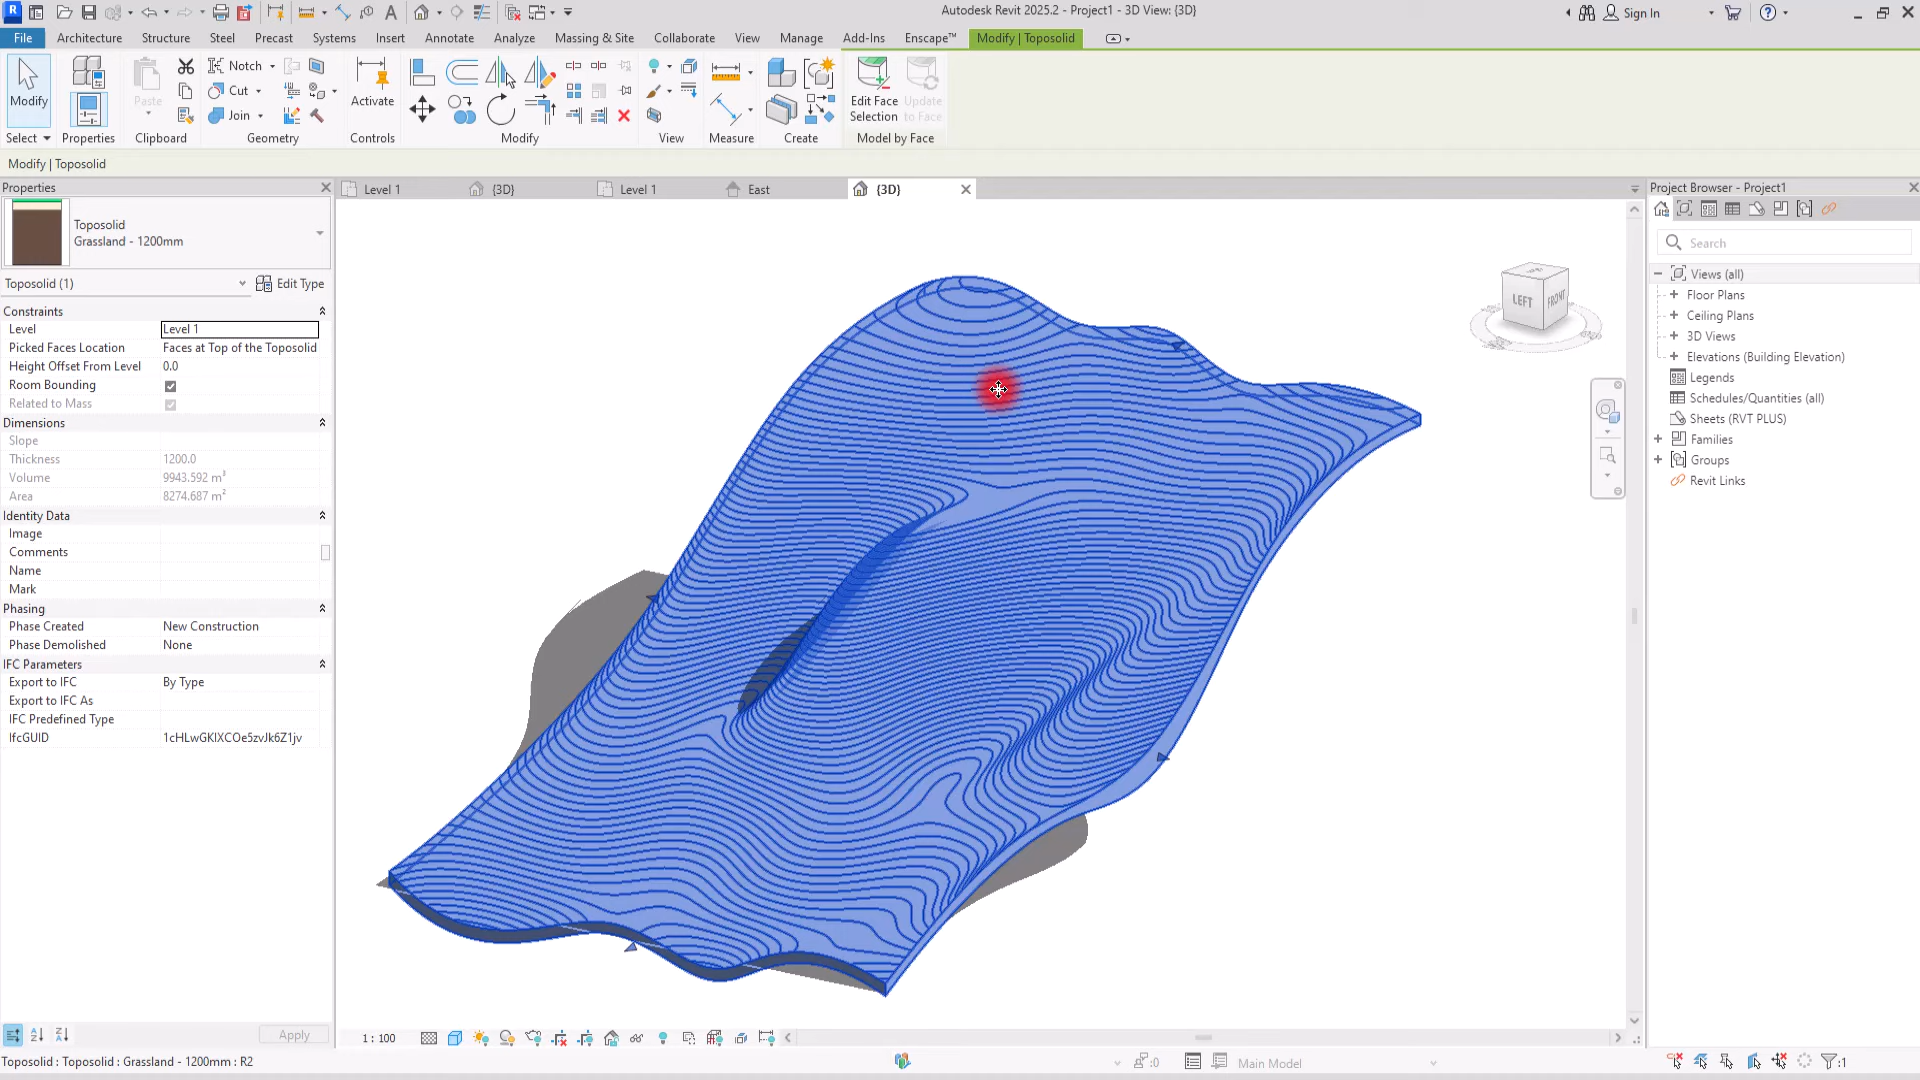 Autodesk Revit 2025.2 - Project1 - 3D View: {3D}
Sign In
File Architecture Structure Steel Precast Systems Insert Annotate Analyze Massing & Site Collaborate View Manage Add-Ins Enscape™ Modify | Toposolid
Modify
Paste
Notch
Cut
Join
Activate
Edit Face Selection
Update to Face
Select Properties Clipboard Geometry Controls Modify View Measure Create Model by Face
Modify | Toposolid
Properties
Level 1
{3D}
Level 1
East
{3D}
Project Browser - Project1
Toposolid
Grassland - 1200mm
Toposolid (1)
Edit Type
Constraints
Level Level 1
Picked Faces Location Faces at Top of the Toposolid
Height Offset From Level 0.0
Room Bounding
Related to Mass
Dimensions
Slope
Thickness 1200.0
Volume 9943.592 m³
Area 8274.687 m²
Identity Data
Image
Comments
Name
Mark
Phasing
Phase Created New Construction
Phase Demolished None
IFC Parameters
Export to IFC By Type
Export to IFC As
IFC Predefined Type
IfcGUID 1cHLwGKlXCOe5zvJk6Z1jv
Apply
LEFT
FRONT
Search
Views (all)
Floor Plans
Ceiling Plans
3D Views
Elevations (Building Elevation)
Legends
Schedules/Quantities (all)
Sheets (RVT PLUS)
Families
Groups
Revit Links
1 : 100
Toposolid : Toposolid : Grassland - 1200mm : R2
:0
Main Model
:1